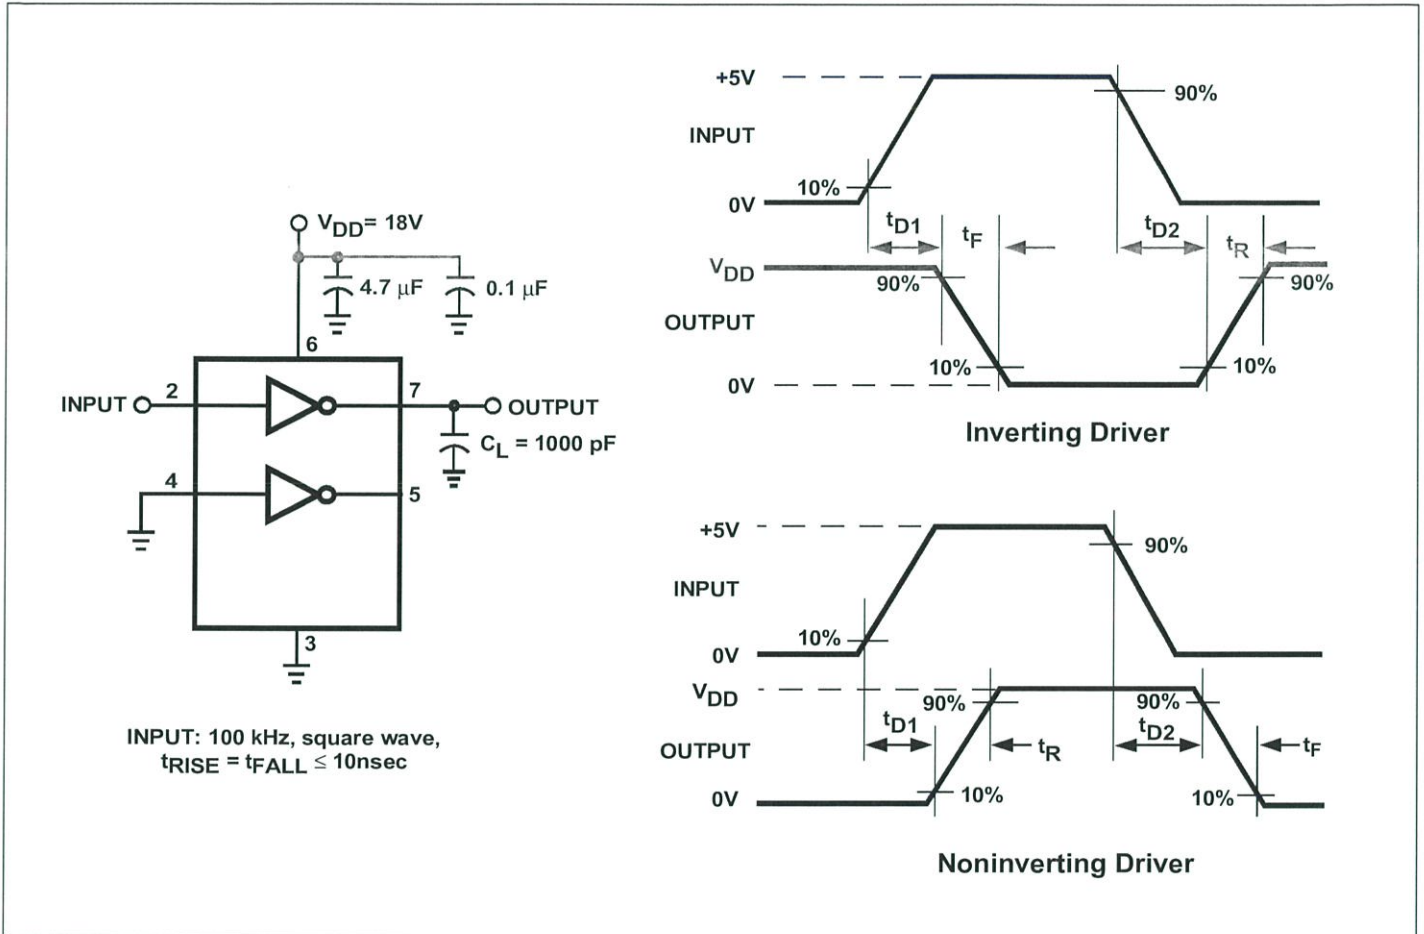 VDD= 18V
4.7 µF
0.1 µF
6
INPUT
2
7
OUTPUT
CL = 1000 pF
4
5
3
INPUT: 100 kHz, square wave,
tRISE = tFALL ≤ 10nsec
+5V
90%
INPUT
10%
0V
tD1
tF
tD2
tR
VDD
90%
90%
OUTPUT
10%
10%
0V
Inverting Driver
+5V
90%
INPUT
10%
0V
VDD
90%
90%
tD1
tR
tD2
tF
OUTPUT
0V
10%
10%
Noninverting Driver